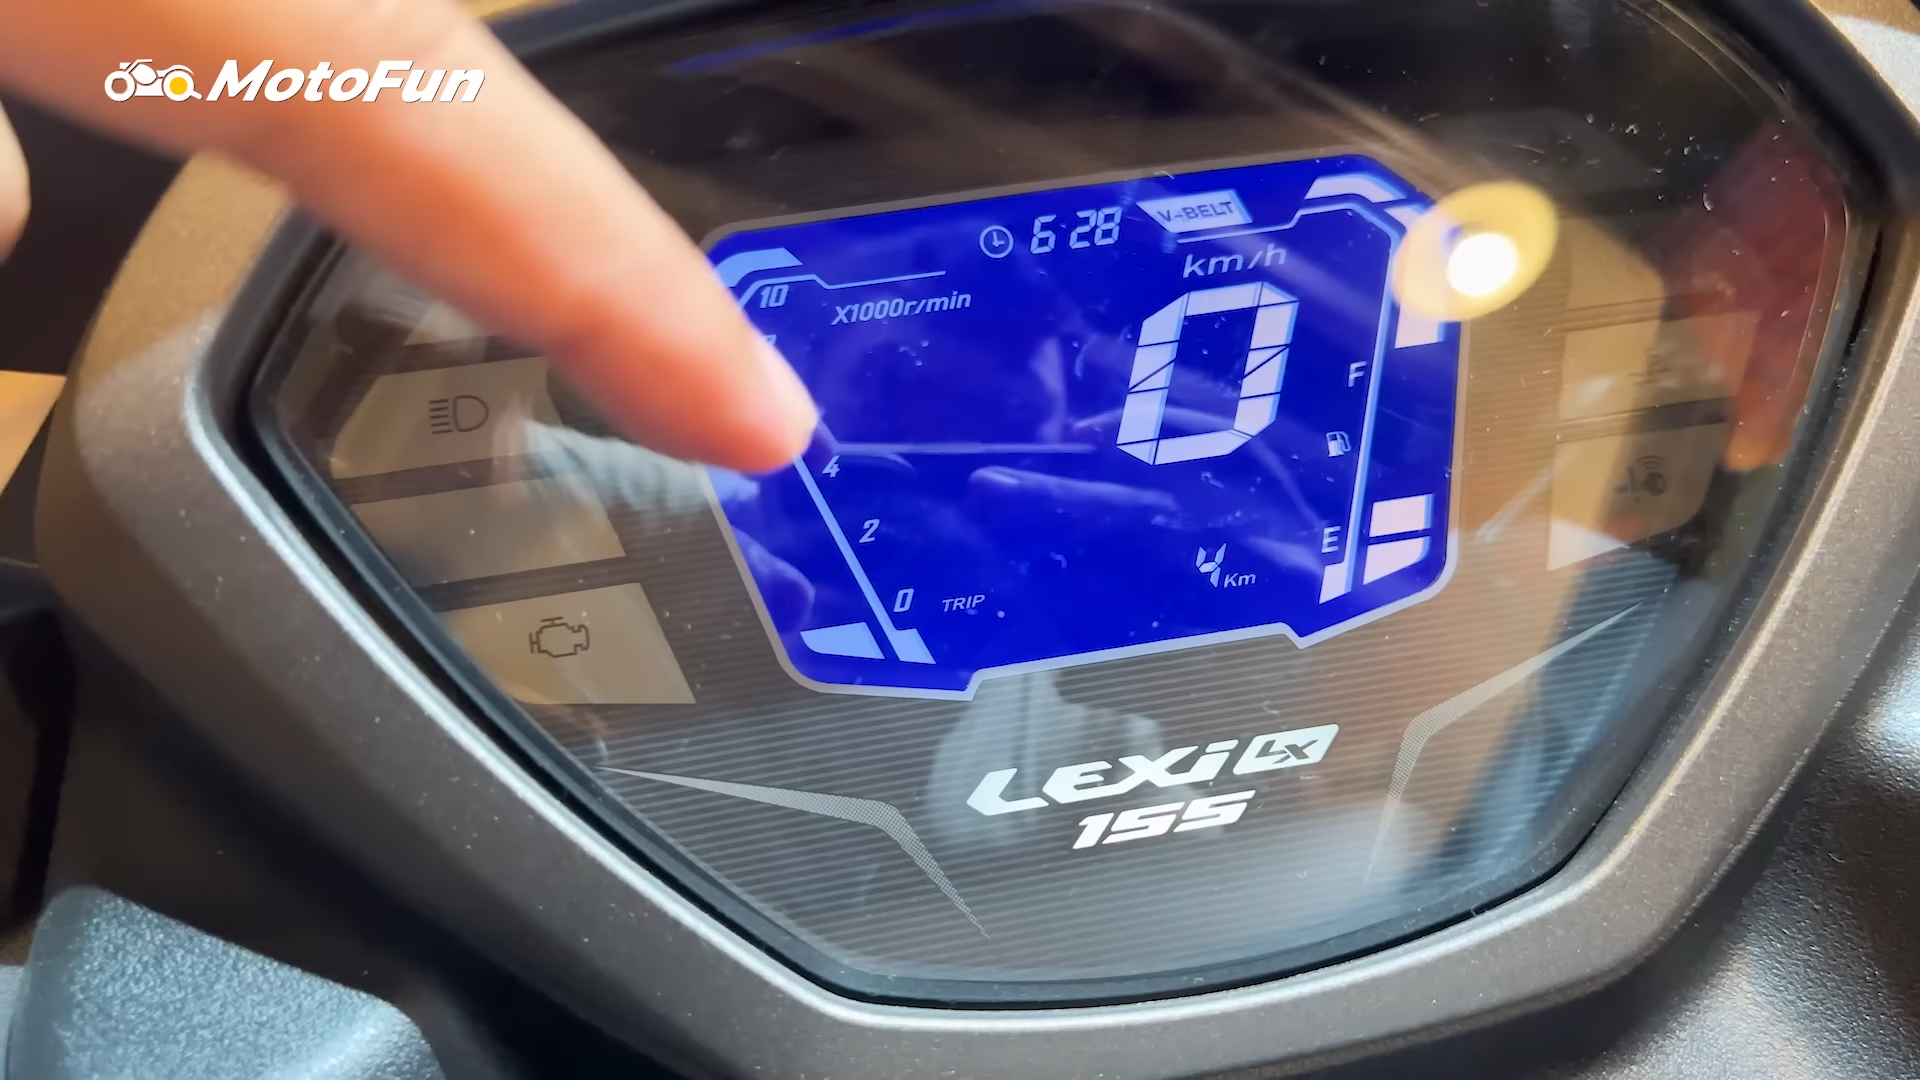 MotoFun
6:28
V-BELT
km/h
10
X1000r/min
0
F
4
2
E
4 Km
0
TRIP
LEXi LX
155